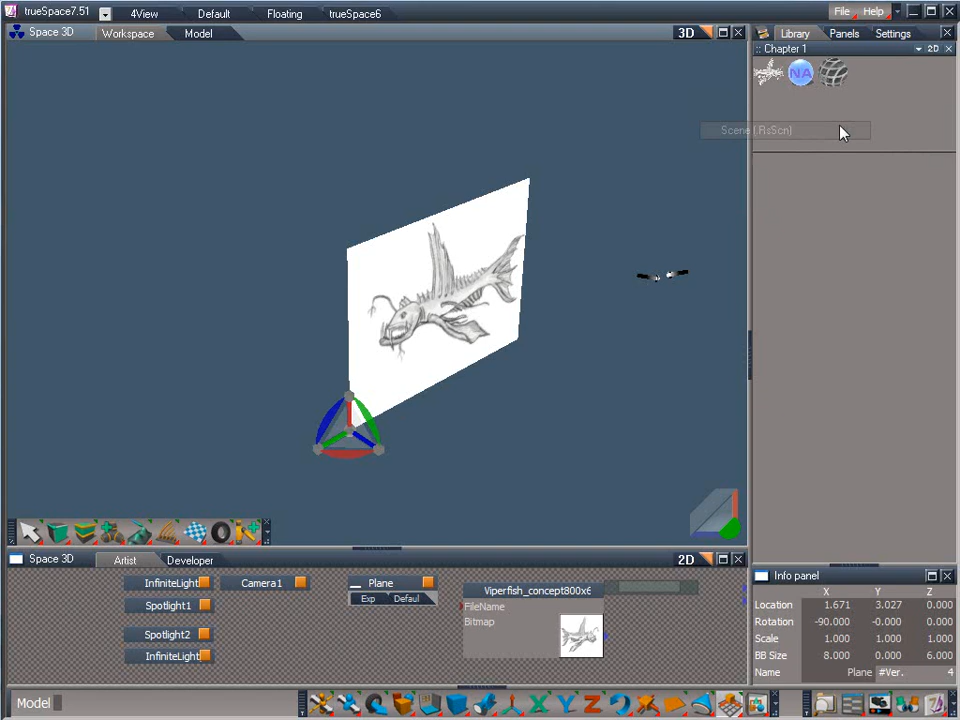 trueSpace7.51 4View Default Floating trueSpace6 File Help
Space 3D Workspace Model 3D Library Panels Settings
:: Chapter 1 2D
NA
Scene (.RsScn)
Space 3D Artist Developer 2D
Info panel
InfiniteLight Camera1 Plane
Exp Defaul
Spotlight1
Spotlight2
InfiniteLight
Viperfish_concept800x6
FileName
Bitmap
X Y Z
Location 1.671 3.027 0.000
Rotation -90.000 -0.000 0.000
Scale 1.000 1.000 1.000
BB Size 8.000 0.000 6.000
Name Plane #Ver. 4
Model